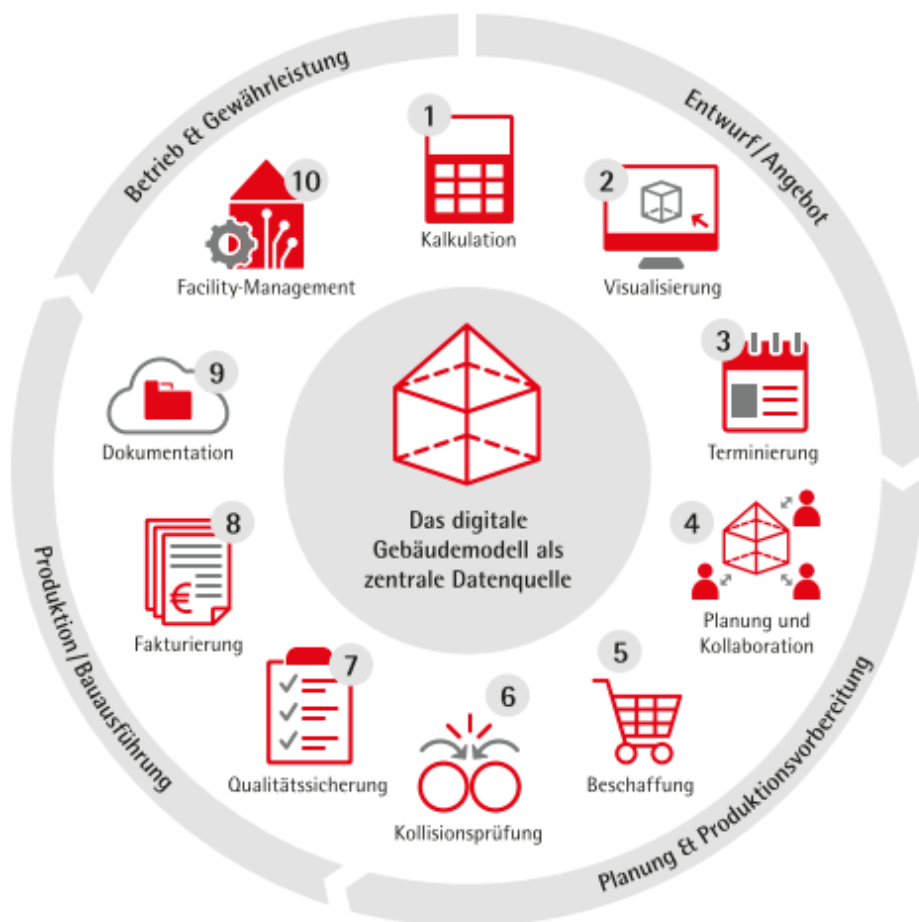 Entwurf/Angebot
Planung & Produktionsvorbereitung
Produktion/Bauausführung
Betrieb & Gewährleistung
1
Kalkulation
2
Visualisierung
3
Terminierung
4
Planung und
Kollaboration
5
Beschaffung
6
Kollisionsprüfung
7
Qualitätssicherung
8
€
Fakturierung
9
Dokumentation
10
Facility-Management
Das digitale
Gebäudemodell als
zentrale Datenquelle